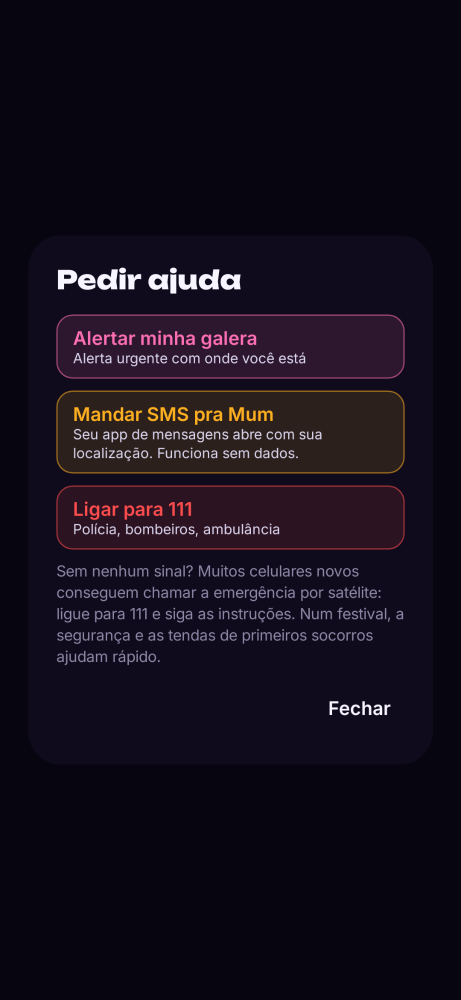 Pedir ajuda
Alertar minha galera
Alerta urgente com onde você está
Mandar SMS pra Mum
Seu app de mensagens abre com sua
localização. Funciona sem dados.
Ligar para 111
Polícia, bombeiros, ambulância
Sem nenhum sinal? Muitos celulares novos
conseguem chamar a emergência por satélite:
ligue para 111 e siga as instruções. Num festival, a
segurança e as tendas de primeiros socorros
ajudam rápido.
Fechar